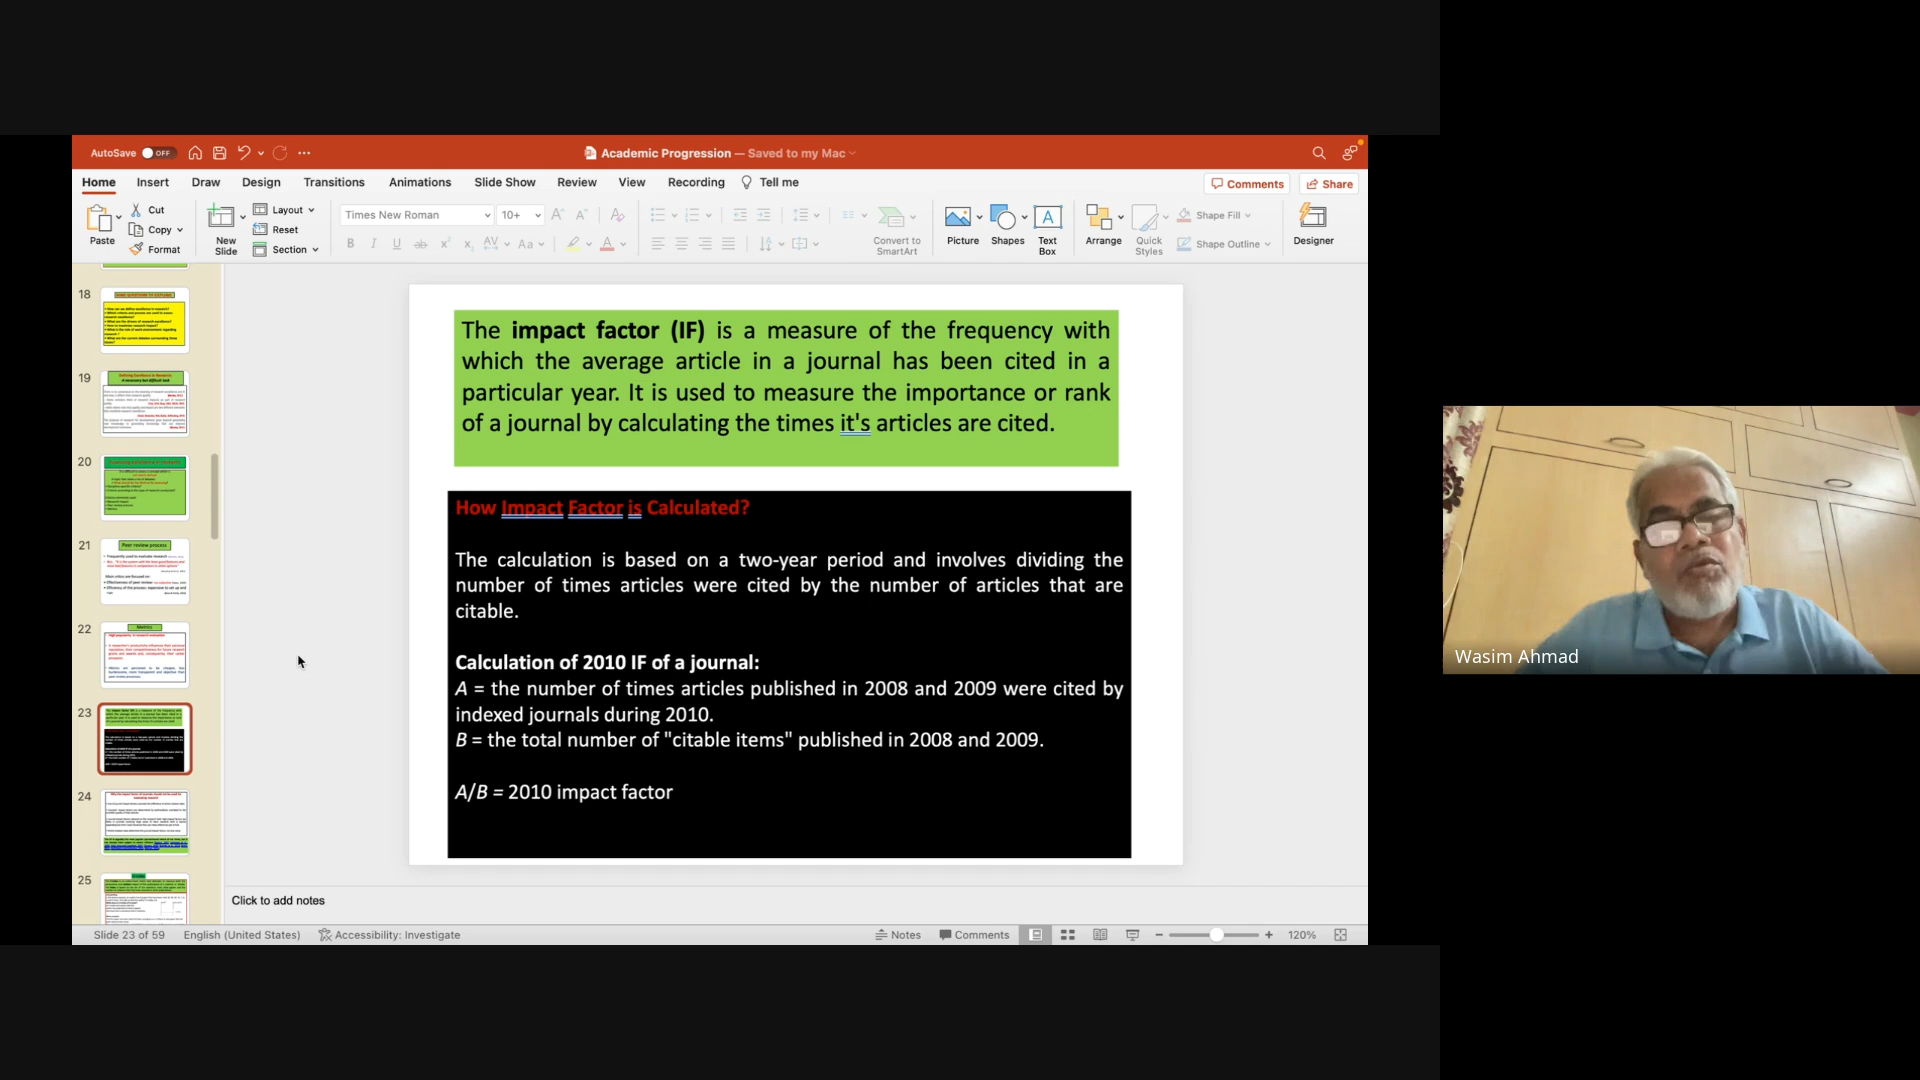 AutoSave OFF
Academic Progression — Saved to my Mac
Home Insert Draw Design Transitions Animations Slide Show Review View Recording Tell me
Comments Share
Paste
Cut
Copy
Format
New
Slide
Layout
Reset
Section
Times New Roman 10+
Convert to
SmartArt
Picture
Shapes
Text
Box
Arrange
Quick
Styles
Shape Fill
Shape Outline
Designer
18
19
20
21
Peer review process
22
Metrics
23
24
25
The impact factor (IF) is a measure of the frequency with
which the average article in a journal has been cited in a
particular year. It is used to measure the importance or rank
of a journal by calculating the times it's articles are cited.
How Impact Factor is Calculated?
The calculation is based on a two-year period and involves dividing the
number of times articles were cited by the number of articles that are
citable.
Calculation of 2010 IF of a journal:
A = the number of times articles published in 2008 and 2009 were cited by
indexed journals during 2010.
B = the total number of "citable items" published in 2008 and 2009.
A/B = 2010 impact factor
Click to add notes
Slide 23 of 59 English (United States) Accessibility: Investigate
Notes Comments 120%
Wasim Ahmad